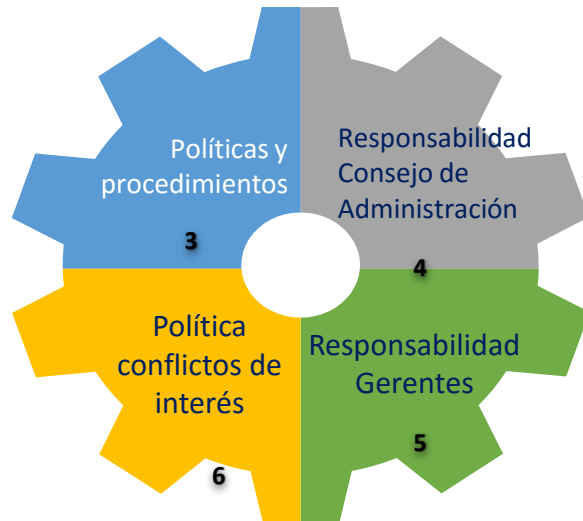 Políticas y
procedimientos
3
Responsabilidad
Consejo de
Administración
4
Política
conflictos de
interés
6
Responsabilidad
Gerentes
5